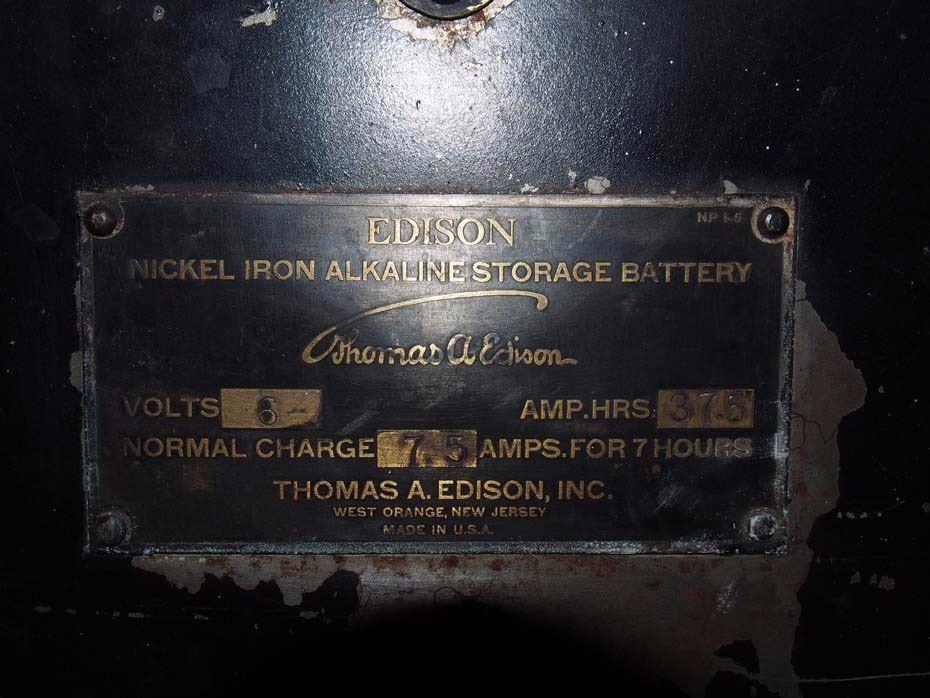 NP 1-5
EDISON
NICKEL IRON ALKALINE STORAGE BATTERY
Thomas A Edison
VOLTS 6 AMP.HRS. 37.5
NORMAL CHARGE 7.5 AMPS. FOR 7 HOURS
THOMAS A. EDISON, INC.
WEST ORANGE, NEW JERSEY
MADE IN U.S.A.